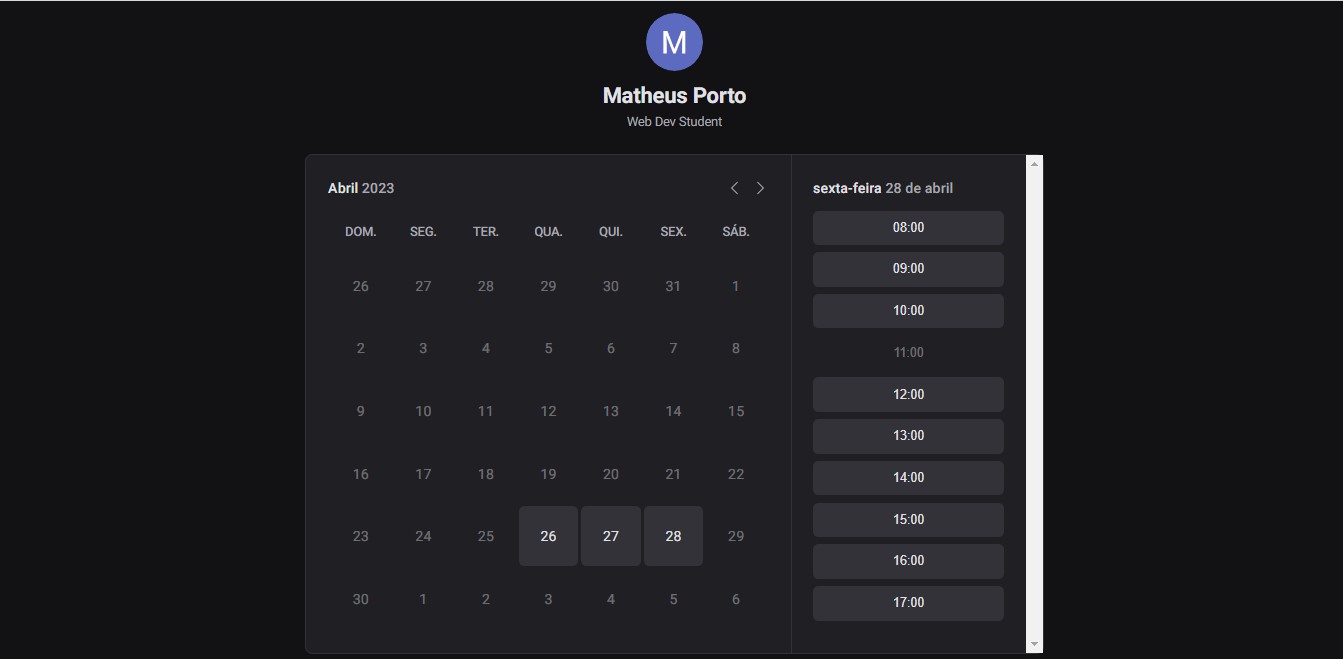 M
Matheus Porto
Web Dev Student
Abril 2023
DOM. SEG. TER. QUA. QUI. SEX. SÁB.
26 27 28 29 30 31 1
2 3 4 5 6 7 8
9 10 11 12 13 14 15
16 17 18 19 20 21 22
23 24 25 26 27 28 29
30 1 2 3 4 5 6
sexta-feira 28 de abril
08:00
09:00
10:00
11:00
12:00
13:00
14:00
15:00
16:00
17:00